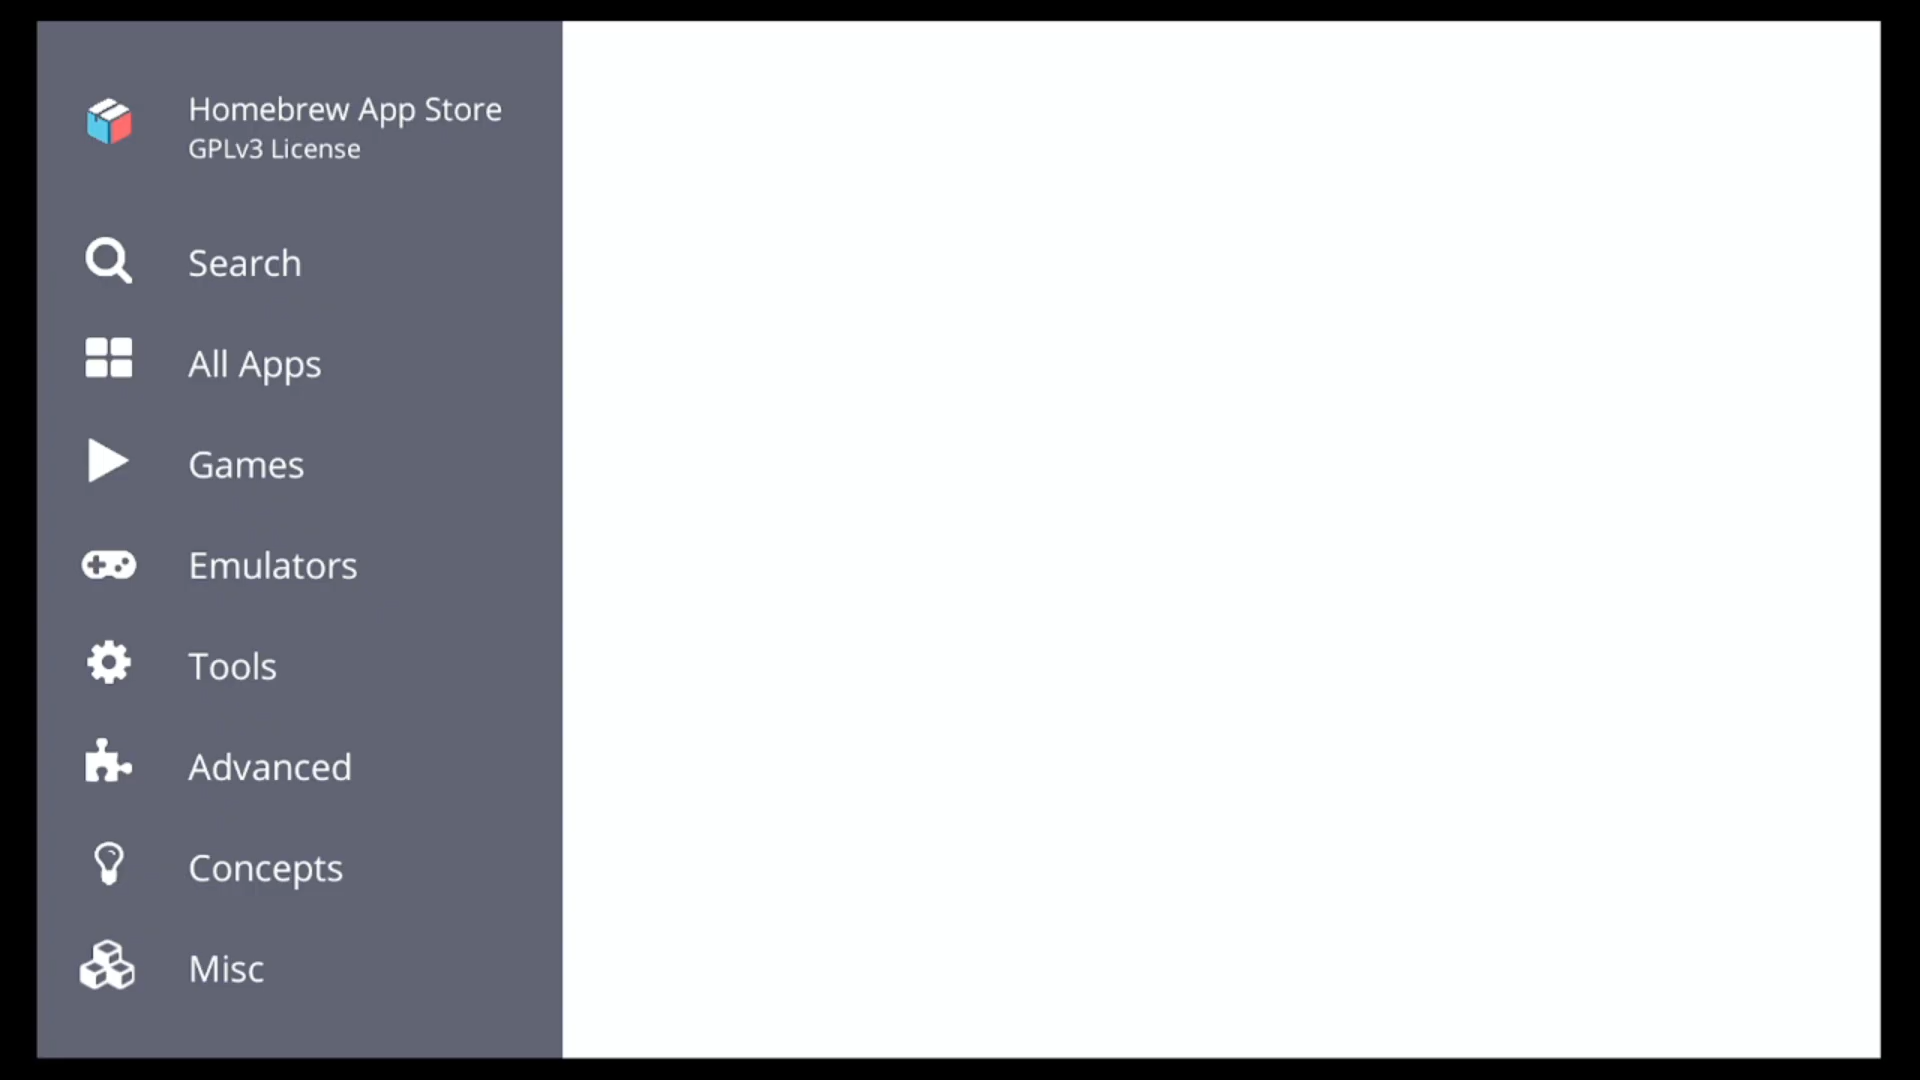 Homebrew App Store
GPLv3 License
Search
All Apps
Games
Emulators
Tools
Advanced
Concepts
Misc